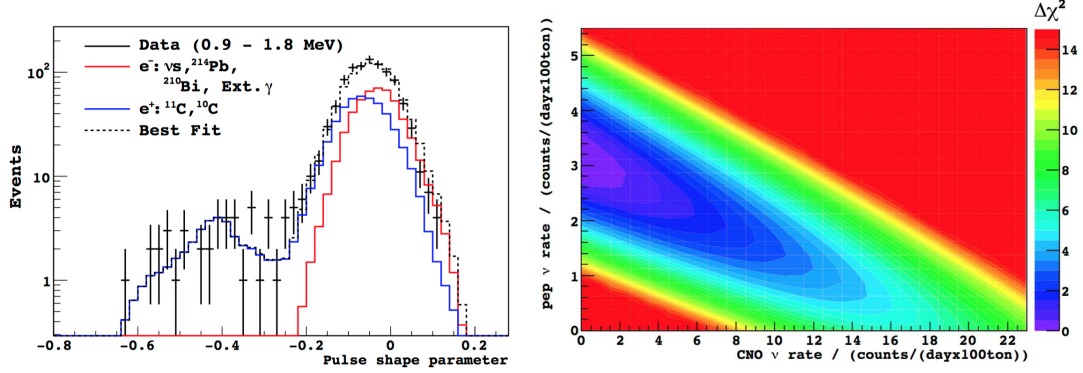 Data (0.9 – 1.8 MeV)
e⁻: νs, ²¹⁴Pb,
²¹⁰Bi, Ext.γ
e⁺: ¹¹C, ¹⁰C
Best Fit
Events
10²
10
1
-0.8 -0.6 -0.4 -0.2 0 0.2
Pulse shape parameter
pep ν rate / (counts/(dayx100ton))
5
4
3
2
1
0
0 2 4 6 8 10 12 14 16 18 20 22
CNO ν rate / (counts/(dayx100ton))
Δχ²
14
12
10
8
6
4
2
0